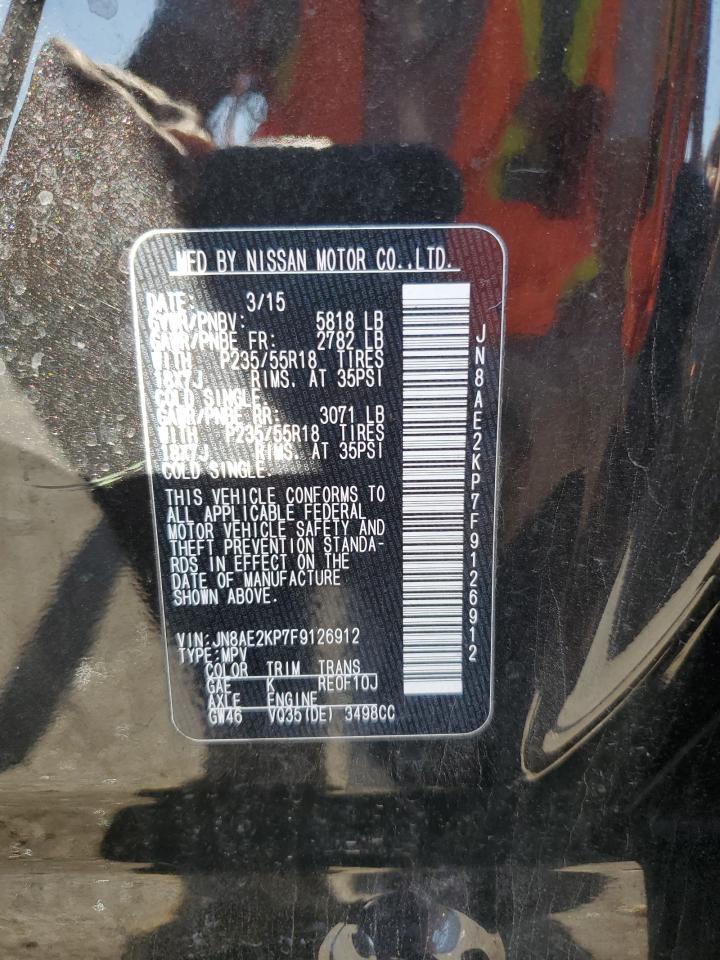 MFD BY NISSAN MOTOR CO.,LTD.
DATE: 3/15
GVWR/PNBV: 5818 LB
GAWR/PNBE FR: 2782 LB
WITH P235/55R18 TIRES
18X7J RIMS. AT 35PSI
COLD SINGLE.
GAWR/PNBE RR: 3071 LB
WITH P235/55R18 TIRES
18X7J RIMS. AT 35PSI
COLD SINGLE.
THIS VEHICLE CONFORMS TO
ALL APPLICABLE FEDERAL
MOTOR VEHICLE SAFETY AND
THEFT PREVENTION STANDA-
RDS IN EFFECT ON THE
DATE OF MANUFACTURE
SHOWN ABOVE.
VIN:JN8AE2KP7F9126912
TYPE:MPV
COLOR TRIM TRANS
GAE K RE0F10J
AXLE ENGINE
GW46 VQ35(DE) 3498CC
JN8AE2KP7F9126912